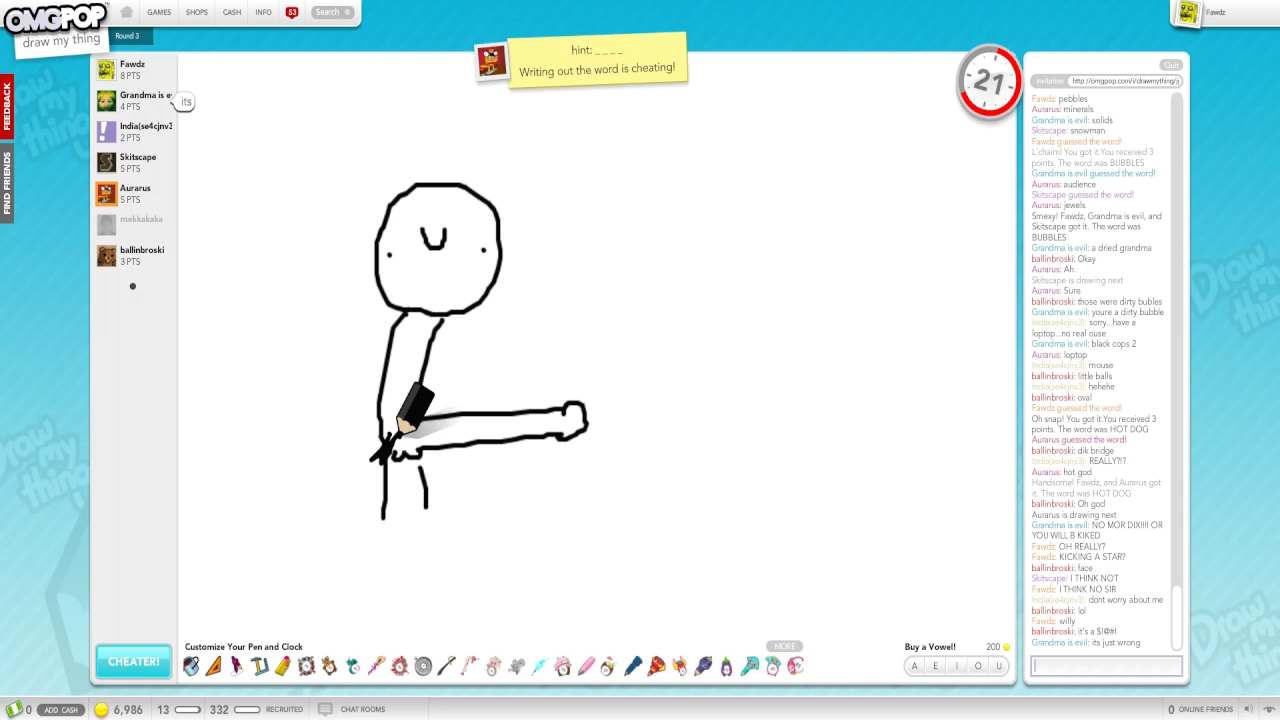 OMGPOP
GAMES
SHOPS
CASH
INFO
53
Search
Fawdz
draw my thing
Round 3
hint: _ _ _ _
Writing out the word is cheating!
21
FEEDBACK
FIND FRIENDS
Fawdz
8 PTS
Grandma is e
4 PTS
its
India(se4cjnv3
2 PTS
Skitscape
5 PTS
Aurarus
5 PTS
mekkakaka
ballinbroski
3 PTS
CHEATER!
Customize Your Pen and Clock
MORE
Buy a Vowel!
200
A E I O U
Quit
Invitation http://omgpop.com/i/drawmything/
Fawdz: pebbles
Aurarus: minerals
Grandma is evil: solids
Skitscape: snowman
Fawdz guessed the word!
L'chaim! You got it.You received 3
points. The word was BUBBLES
Grandma is evil guessed the word!
Aurarus: audience
Skitscape guessed the word!
Aurarus: jewels
Smexy! Fawdz, Grandma is evil, and
Skitscape got it. The word was
BUBBLES
Grandma is evil: a dried grandma
ballinbroski: Okay
Aurarus: Ah.
Skitscape is drawing next
Aurarus: Sure.
ballinbroski: those were dirty bubles
Grandma is evil: youre a dirty bubble
India(se4cjnv3): sorry...have a
loptop...no real ouse
Grandma is evil: black cops 2
Aurarus: loptop
India(se4cjnv3): mouse
ballinbroski: little balls
India(se4cjnv3): hehehe
ballinbroski: oval
Fawdz guessed the word!
Oh snap! You got it.You received 3
points. The word was HOT DOG
Aurarus guessed the word!
ballinbroski: dik bridge
India(se4cjnv3): REALLY?!?
Aurarus: hot god
Handsome! Fawdz, and Aurarus got
it. The word was HOT DOG
ballinbroski: Oh god
Aurarus is drawing next
Grandma is evil: NO MOR DIX!!!! OR
YOU WILL B KIKED
Fawdz: OH REALLY?
Fawdz: KICKING A STAR?
ballinbroski: face
Skitscape: I THINK NOT
Fawdz: I THINK NO SIR
India(se4cjnv3): dont worry about me
ballinbroski: lol
Fawdz: willy
ballinbroski: it's a $!@#!
Grandma is evil: its just wrong
0
ADD CASH
6,986
13
332
RECRUITED
CHAT ROOMS
0 ONLINE FRIENDS